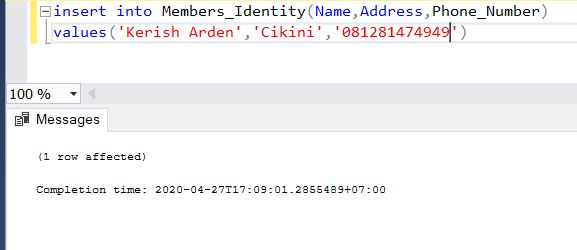 insert into Members_Identity(Name,Address,Phone_Number)
values('Kerish Arden','Cikini','081281474949')
100 %
Messages
(1 row affected)
Completion time: 2020-04-27T17:09:01.2855489+07:00